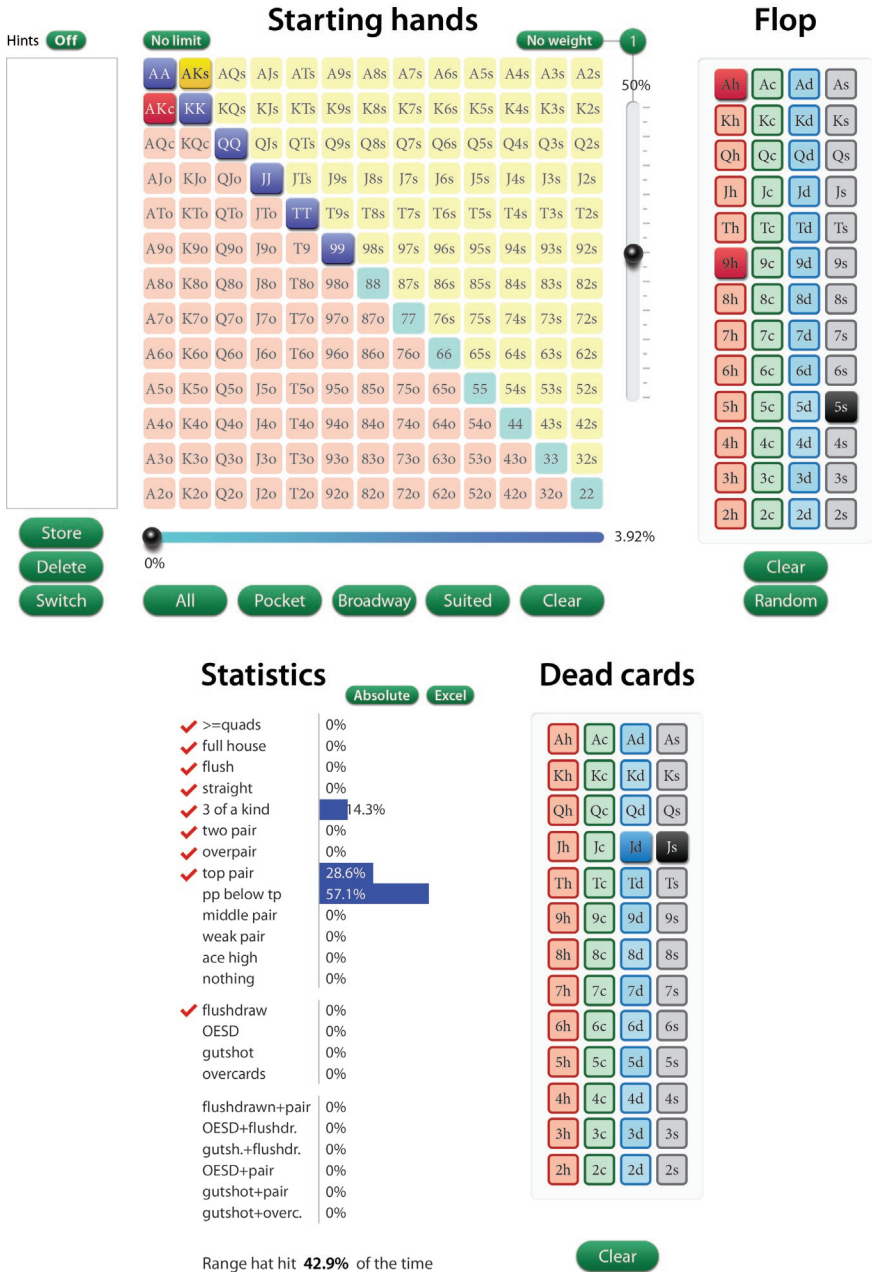 Starting hands
Flop
Hints Off
No limit
No weight
1
50%
AA AKs AQs AJs ATs A9s A8s A7s A6s A5s A4s A3s A2s
AKc KK KQs KJs KTs K9s K8s K7s K6s K5s K4s K3s K2s
AQc KQc QQ QJs QTs Q9s Q8s Q7s Q6s Q5s Q4s Q3s Q2s
AJo KJo QJo JJ JTs J9s J8s J7s J6s J5s J4s J3s J2s
ATo KTo QTo JTo TT T9s T8s T7s T6s T5s T4s T3s T2s
A9o K9o Q9o J9o T9 99 98s 97s 96s 95s 94s 93s 92s
A8o K8o Q8o J8o T8o 98o 88 87s 86s 85s 84s 83s 82s
A7o K7o Q7o J7o T7o 97o 87o 77 76s 75s 74s 73s 72s
A6o K6o Q6o J6o T6o 96o 86o 76o 66 65s 64s 63s 62s
A5o K5o Q5o J5o T5o 95o 85o 75o 65o 55 54s 53s 52s
A4o K4o Q4o J4o T4o 94o 84o 74o 64o 54o 44 43s 42s
A3o K3o Q3o J3o T3o 93o 83o 73o 63o 53o 43o 33 32s
A2o K2o Q2o J2o T2o 92o 82o 72o 62o 52o 42o 32o 22
Ah Ac Ad As
Kh Kc Kd Ks
Qh Qc Qd Qs
Jh Jc Jd Js
Th Tc Td Ts
9h 9c 9d 9s
8h 8c 8d 8s
7h 7c 7d 7s
6h 6c 6d 6s
5h 5c 5d 5s
4h 4c 4d 4s
3h 3c 3d 3s
2h 2c 2d 2s
Store
Delete
Switch
0%
3.92%
All Pocket Broadway Suited Clear
Clear
Random
Statistics
Absolute Excel
>=quads 0%
full house 0%
flush 0%
straight 0%
3 of a kind 14.3%
two pair 0%
overpair 0%
top pair 28.6%
pp below tp 57.1%
middle pair 0%
weak pair 0%
ace high 0%
nothing 0%
flushdraw 0%
OESD 0%
gutshot 0%
overcards 0%
flushdrawn+pair 0%
OESD+flushdr. 0%
gutsh.+flushdr. 0%
OESD+pair 0%
gutshot+pair 0%
gutshot+overc. 0%
Range hat hit 42.9% of the time
Dead cards
Ah Ac Ad As
Kh Kc Kd Ks
Qh Qc Qd Qs
Jh Jc Jd Js
Th Tc Td Ts
9h 9c 9d 9s
8h 8c 8d 8s
7h 7c 7d 7s
6h 6c 6d 6s
5h 5c 5d 5s
4h 4c 4d 4s
3h 3c 3d 3s
2h 2c 2d 2s
Clear